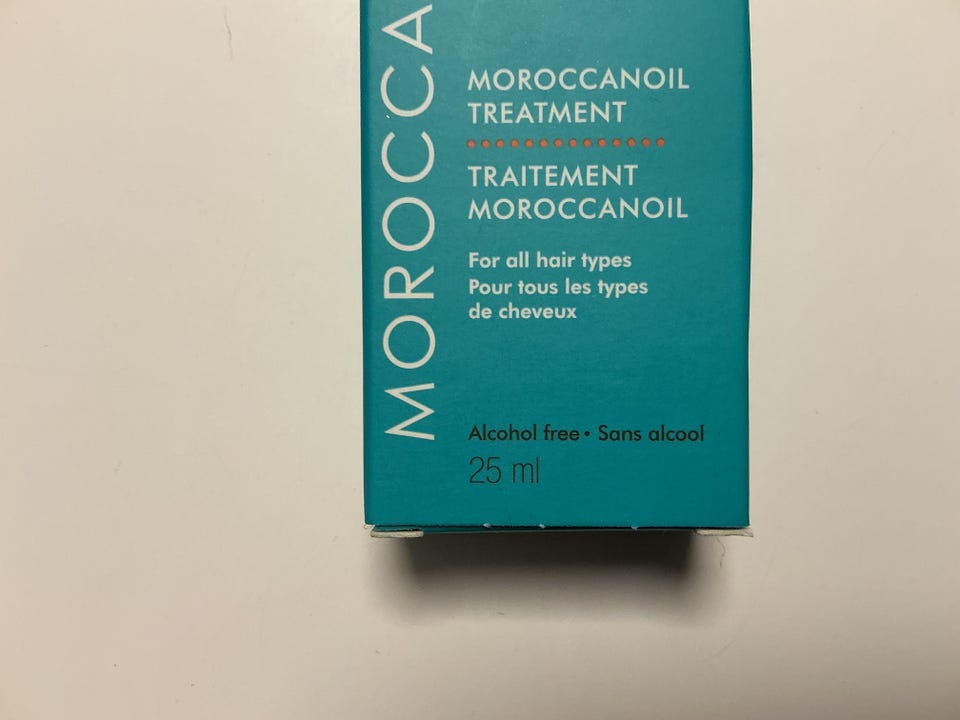 MOROCCA
MOROCCANOIL
TREATMENT
TRAITEMENT
MOROCCANOIL
For all hair types
Pour tous les types
de cheveux
Alcohol free • Sans alcool
25 ml